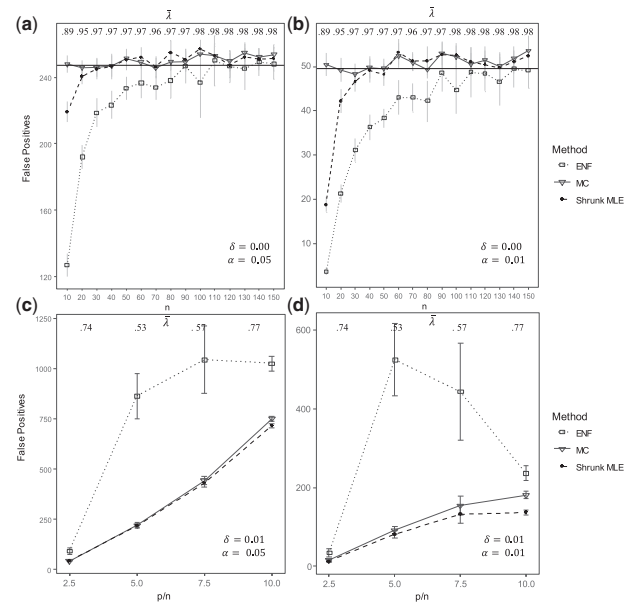 (a)
λ̄
.89 .95 .97 .97 .97 .97 .96 .97 .97 .98 .98 .98 .98 .98 .98
False Positives
240
200
160
120
10 20 30 40 50 60 70 80 90 100 110 120 130 140 150
n
δ = 0.00
α = 0.05
(b)
λ̄
.89 .95 .96 .97 .97 .97 .97 .97 .97 .98 .98 .98 .98 .98 .98
50
40
30
20
10
10 20 30 40 50 60 70 80 90 100 110 120 130 140 150
n
δ = 0.00
α = 0.01
Method
ENF
MC
Shrunk MLE
(c)
λ̄
.74 .53 .57 .77
False Positives
1250
1000
750
500
250
0
2.5 5.0 7.5 10.0
p/n
δ = 0.01
α = 0.05
(d)
λ̄
.74 .53 .57 .77
600
400
200
0
2.5 5.0 7.5 10.0
p/n
δ = 0.01
α = 0.01
Method
ENF
MC
Shrunk MLE